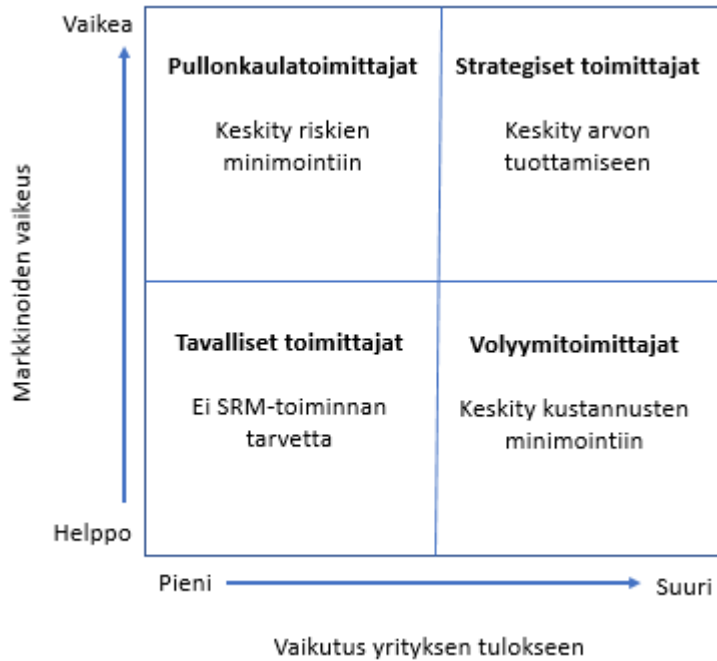 Vaikea
Pullonkaulatoimittajat
Keskity riskien
minimointiin
Strategiset toimittajat
Keskity arvon
tuottamiseen
Markkinoiden vaikeus
Tavalliset toimittajat
Ei SRM-toiminnan
tarvetta
Volyymitoimittajat
Keskity kustannusten
minimointiin
Helppo
Pieni
Suuri
Vaikutus yrityksen tulokseen